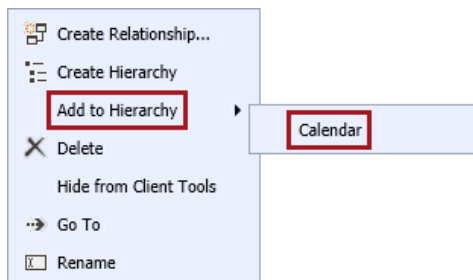 Create Relationship...
Create Hierarchy
Add to Hierarchy
Calendar
Delete
Hide from Client Tools
Go To
Rename